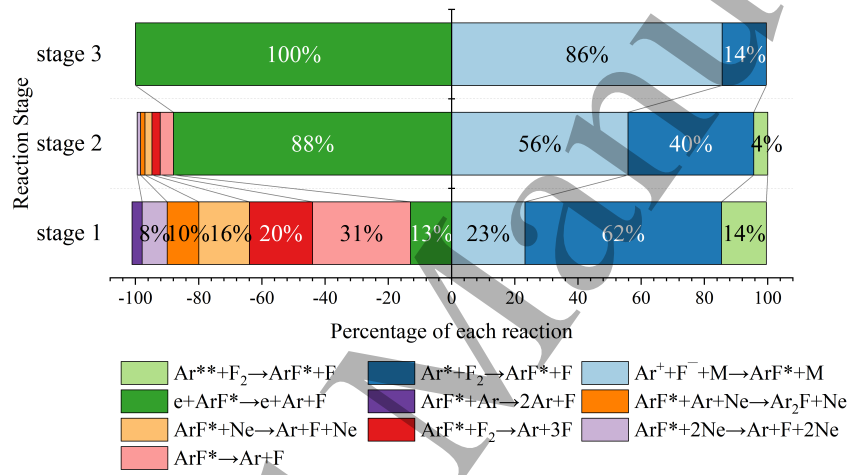 stage 3
100%
86%
14%
stage 2
88%
56%
40%
4%
stage 1
8%
10%
16%
20%
31%
13%
23%
62%
14%
Reaction Stage
-100 -80 -60 -40 -20 0 20 40 60 80 100
Percentage of each reaction
Ar**+F₂→ArF*+F Ar*+F₂→ArF*+F Ar⁺+F⁻+M→ArF*+M
e+ArF*→e+Ar+F ArF*+Ar→2Ar+F ArF*+Ar+Ne→Ar₂F+Ne
ArF*+Ne→Ar+F+Ne ArF*+F₂→Ar+3F ArF*+2Ne→Ar+F+2Ne
ArF*→Ar+F